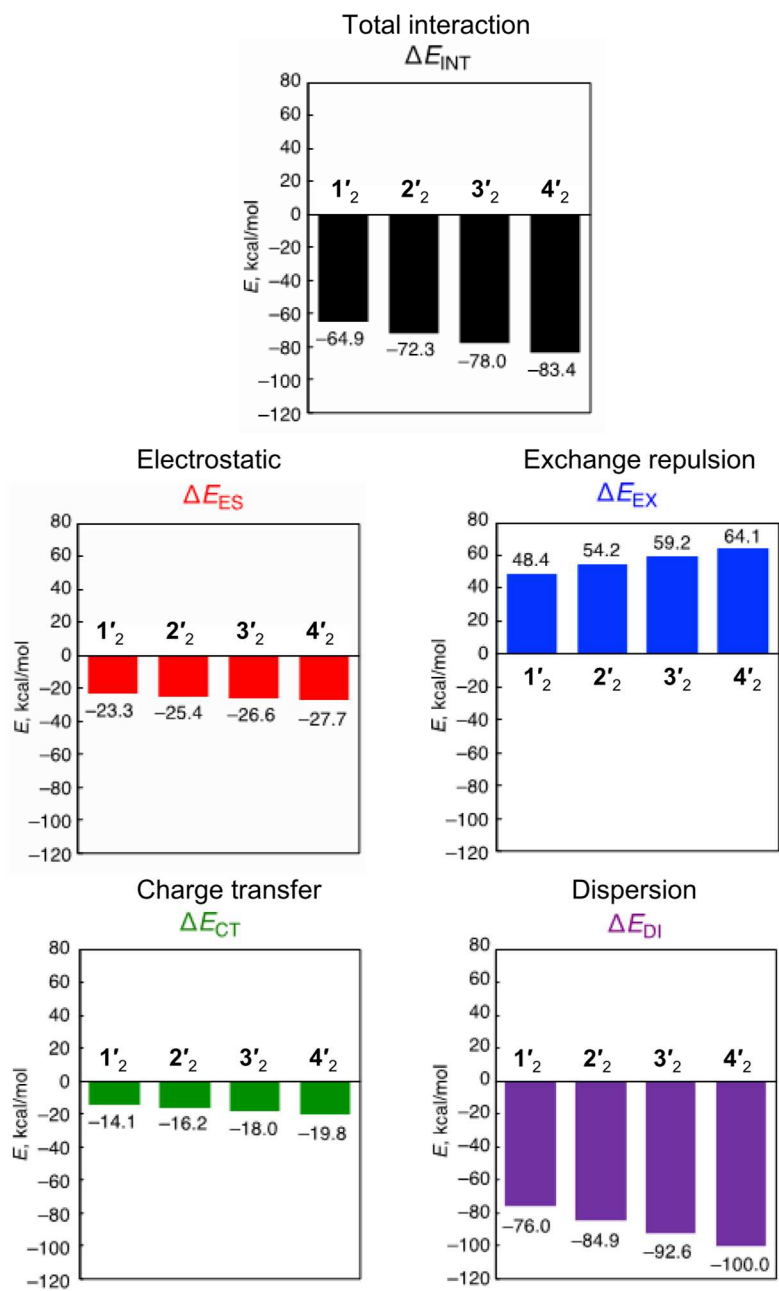 Total interaction
ΔE_INT
80
60
40
20
0
−20
−40
−60
−80
−100
−120
E, kcal/mol
1′₂ 2′₂ 3′₂ 4′₂
−64.9 −72.3 −78.0 −83.4
Electrostatic
ΔE_ES
80
60
40
20
0
−20
−40
−60
−80
−100
−120
E, kcal/mol
1′₂ 2′₂ 3′₂ 4′₂
−23.3 −25.4 −26.6 −27.7
Exchange repulsion
ΔE_EX
80
60
40
20
0
−20
−40
−60
−80
−100
−120
E, kcal/mol
48.4 54.2 59.2 64.1
1′₂ 2′₂ 3′₂ 4′₂
Charge transfer
ΔE_CT
80
60
40
20
0
−20
−40
−60
−80
−100
−120
E, kcal/mol
1′₂ 2′₂ 3′₂ 4′₂
−14.1 −16.2 −18.0 −19.8
Dispersion
ΔE_DI
80
60
40
20
0
−20
−40
−60
−80
−100
−120
E, kcal/mol
1′₂ 2′₂ 3′₂ 4′₂
−76.0 −84.9 −92.6 −100.0